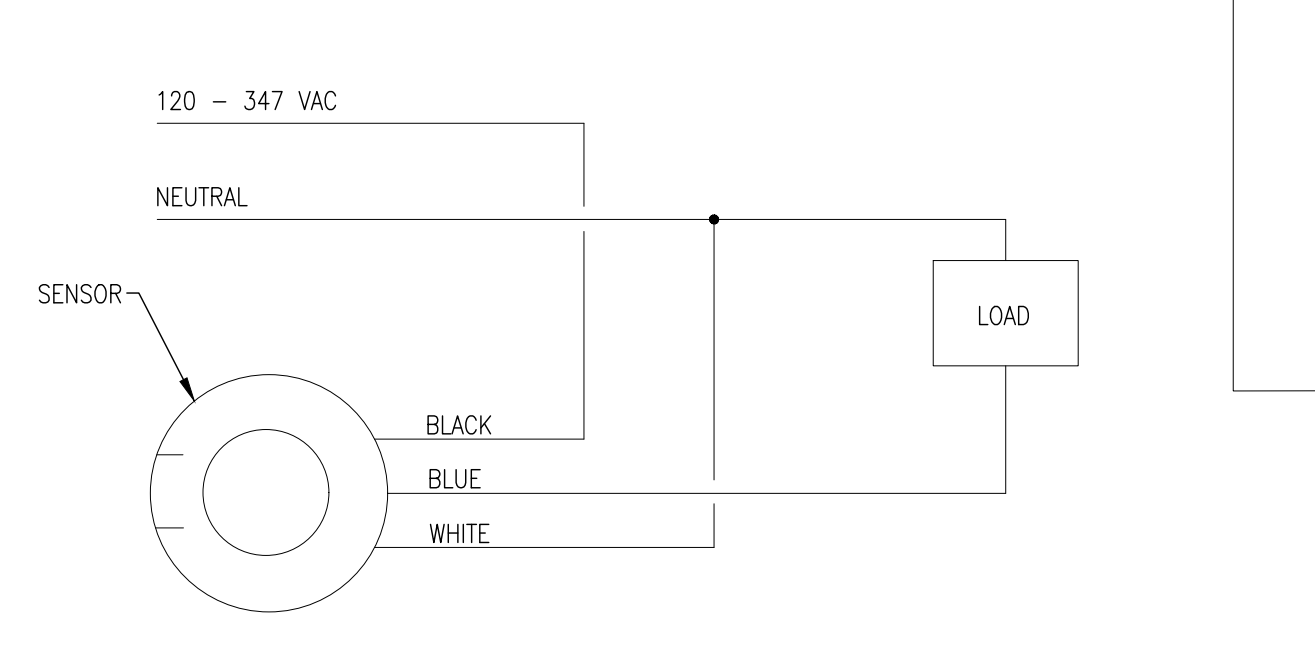 120 – 347 VAC
NEUTRAL
SENSOR
LOAD
BLACK
BLUE
WHITE